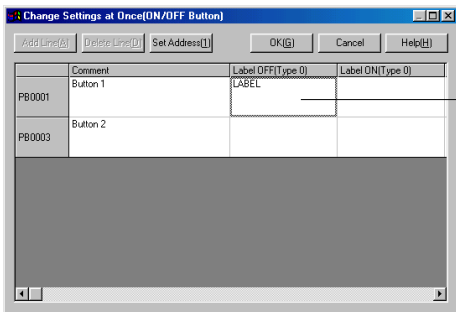 Change Settings at Once(ON/OFF Button)
Add Line[A] Delete Line[D] Set Address[1] OK[G] Cancel Help[H]
Comment Label OFF(Type 0) Label ON(Type 0)
PB0001 Button 1 LABEL
PB0003 Button 2